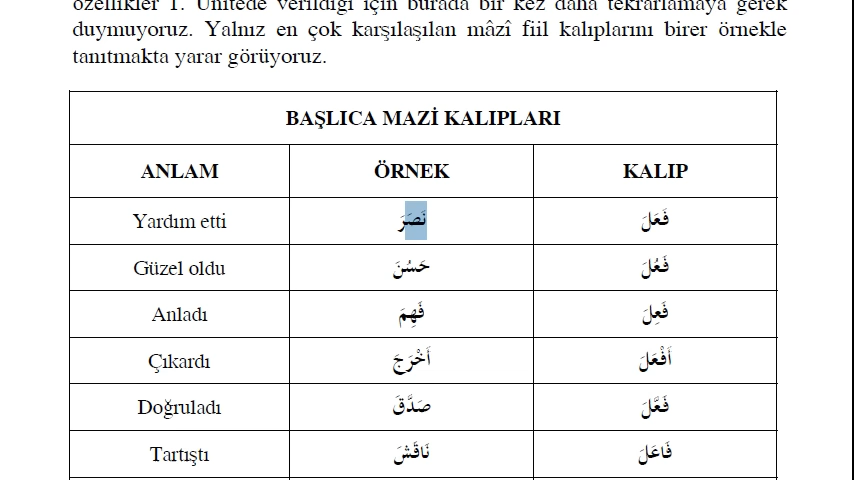 özellikler 1. Ünitede verildiği için burada bir kez daha tekrarlamaya gerek
duymuyoruz. Yalnız en çok karşılaşılan mâzî fiil kalıplarını birer örnekle
tanıtmakta yarar görüyoruz.
BAŞLICA MAZİ KALIPLARI
ANLAM ÖRNEK KALIP
Yardım etti نَصَرَ فَعَلَ
Güzel oldu حَسُنَ فَعُلَ
Anladı فَهِمَ فَعِلَ
Çıkardı أَخْرَجَ أَفْعَلَ
Doğruladı صَدَّقَ فَعَّلَ
Tartıştı نَاقَشَ فَاعَلَ